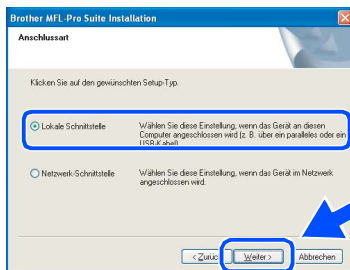 Brother MFL-Pro Suite Installation
Anschlussart
Klicken Sie auf den gewünschten Setup-Typ.
Lokale Schnittstelle
Wählen Sie diese Einstellung, wenn das Gerät an diesen
Computer angeschlossen wird (z. B. über ein paralleles oder ein
USB-Kabel).
Netzwerk-Schnittstelle
Wählen Sie diese Einstellung, wenn das Gerät im Netzwerk
angeschlossen wird.
< Zurüc Weiter > Abbrechen